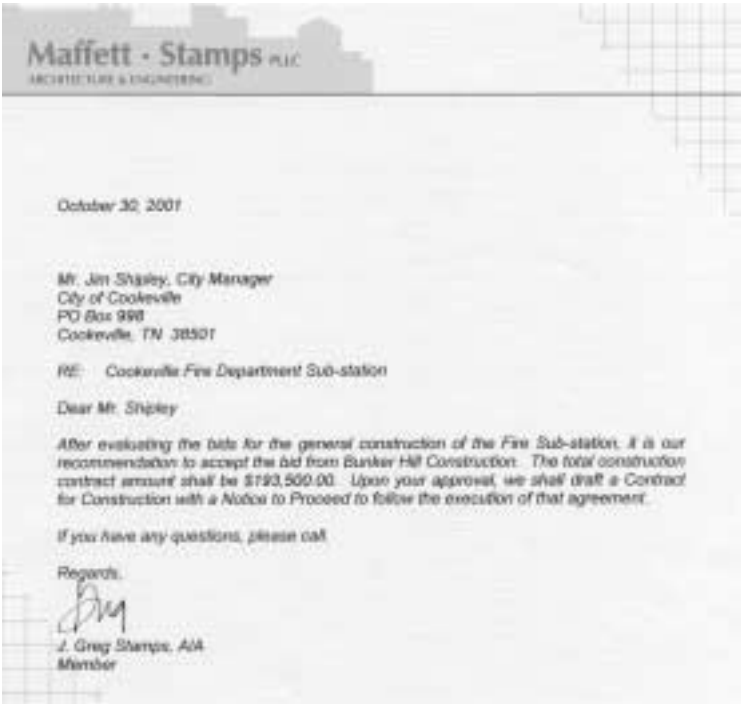 Maffett · Stamps PLLC
ARCHITECTURE & ENGINEERING
October 30, 2001
Mr. Jim Shipley, City Manager
City of Cookeville
PO Box 998
Cookeville, TN 38501
RE: Cookeville Fire Department Sub-station
Dear Mr. Shipley
After evaluating the bids for the general construction of the Fire Sub-station, it is our
recommendation to accept the bid from Bunker Hill Construction. The total construction
contract amount shall be $193,500.00. Upon your approval, we shall draft a Contract
for Construction with a Notice to Proceed to follow the execution of that agreement.
If you have any questions, please call.
Regards,
Greg
J. Greg Stamps, AIA
Member